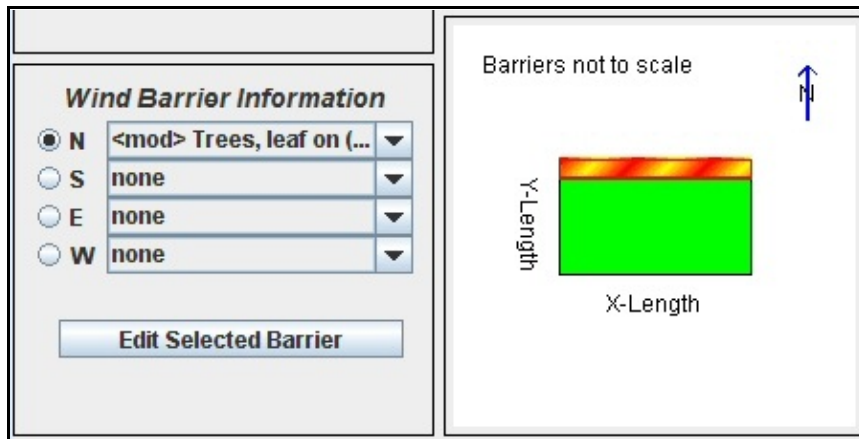 Wind Barrier Information
N <mod> Trees, leaf on (...
S none
E none
W none
Edit Selected Barrier
Barriers not to scale
N
Y-Length
X-Length